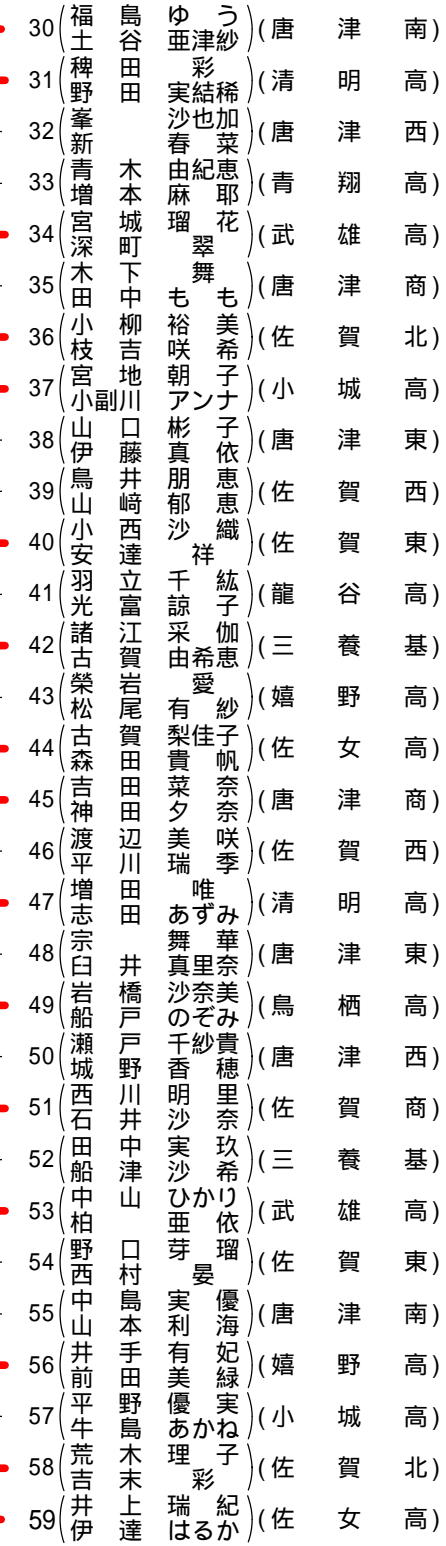 30(福島ゆう 土谷亜津紗)(唐津南)
31(稗田彩 野田実結稀)(清明高)
32(峯沙也加 新春菜)(唐津西)
33(青木由紀恵 増本麻耶)(青翔高)
34(宮城瑠花 深町翠)(武雄高)
35(木下舞 田中もも)(唐津商)
36(小柳裕美 枝吉咲希)(佐賀北)
37(宮地朝子 小副川アンナ)(小城高)
38(山口彬子 伊藤真依)(唐津東)
39(鳥井朋恵 山﨑郁恵)(佐賀西)
40(小西沙織 安達祥)(佐賀東)
41(羽立千紘 光富諒子)(龍谷高)
42(諸江采伽 古賀由希恵)(三養基)
43(榮岩愛 松尾有紗)(嬉野高)
44(古賀梨佳子 森田貴帆)(佐女高)
45(吉田菜奈 神田夕奈)(唐津商)
46(渡辺美咲 平川瑞季)(佐賀西)
47(増田唯 志田あずみ)(清明高)
48(宗舞華 臼井真里奈)(唐津東)
49(岩橋沙奈美 船戸のぞみ)(鳥栖高)
50(瀬戸千紗貴 城野香穂)(唐津西)
51(西川明里 石井沙奈)(佐賀商)
52(田中実玖 船津沙希)(三養基)
53(中山ひかり 柏亜依)(武雄高)
54(野口芽瑠 西村晏)(佐賀東)
55(中島実優 山本利海)(唐津南)
56(井手有妃 前田美緑)(嬉野高)
57(平野優実 牛島あかね)(小城高)
58(荒木理子 吉末彩)(佐賀北)
59(井上瑞紀 伊達はるか)(佐女高)